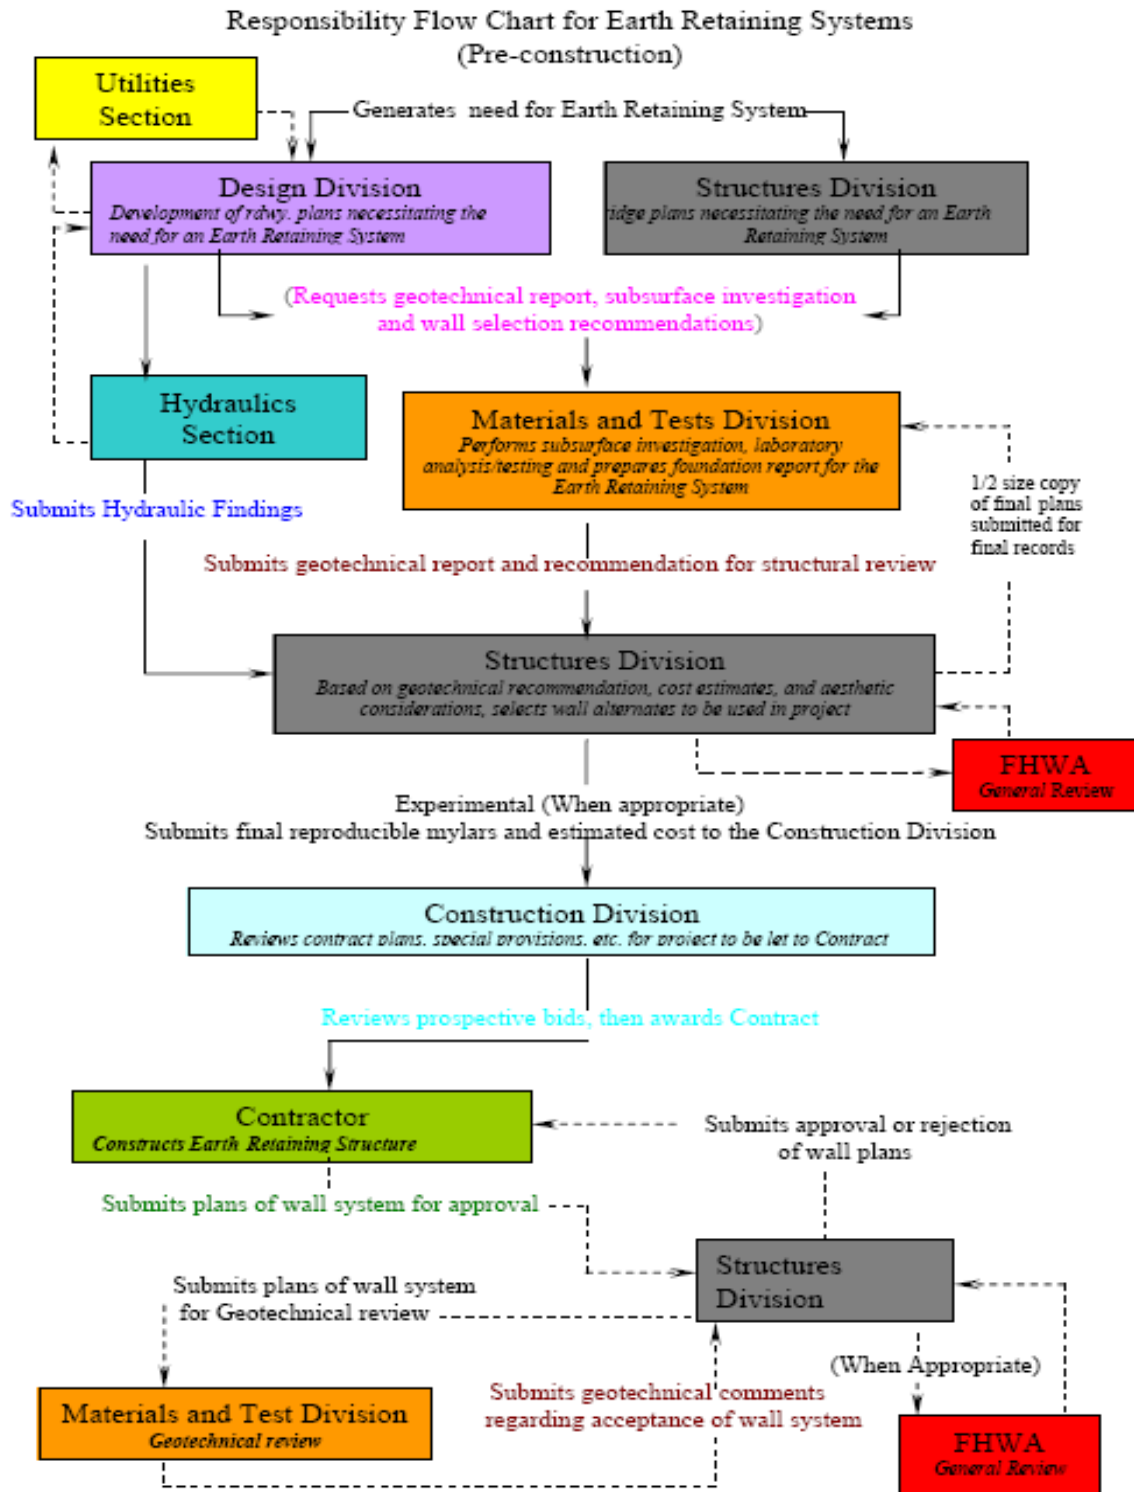 Responsibility Flow Chart for Earth Retaining Systems
(Pre-construction)
Utilities
Section
Generates need for Earth Retaining System
Design Division
Development of rdwy. plans necessitating the
need for an Earth Retaining System
Structures Division
ridge plans necessitating the need for an Earth
Retaining System
(Requests geotechnical report, subsurface investigation
and wall selection recommendations)
Hydraulics
Section
Materials and Tests Division
Performs subsurface investigation, laboratory
analysis/testing and prepares foundation report for the
Earth Retaining System
1/2 size copy
of final plans
submitted for
final records
Submits Hydraulic Findings
Submits geotechnical report and recommendation for structural review
Structures Division
Based on geotechnical recommendation, cost estimates, and aesthetic
considerations, selects wall alternates to be used in project
FHWA
General Review
Experimental (When appropriate)
Submits final reproducible mylars and estimated cost to the Construction Division
Construction Division
Reviews contract plans, special provisions, etc. for project to be let to Contract
Reviews prospective bids, then awards Contract
Contractor
Constructs Earth Retaining Structure
Submits approval or rejection
of wall plans
Submits plans of wall system for approval
Structures
Division
Submits plans of wall system
for Geotechnical review
(When Appropriate)
Materials and Test Division
Geotechnical review
Submits geotechnical comments
regarding acceptance of wall system
FHWA
General Review